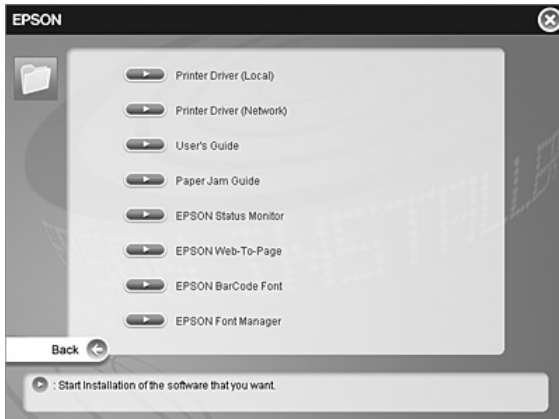 EPSON
Printer Driver (Local)
Printer Driver (Network)
User's Guide
Paper Jam Guide
EPSON Status Monitor
EPSON Web-To-Page
EPSON BarCode Font
EPSON Font Manager
Back
: Start Installation of the software that you want.